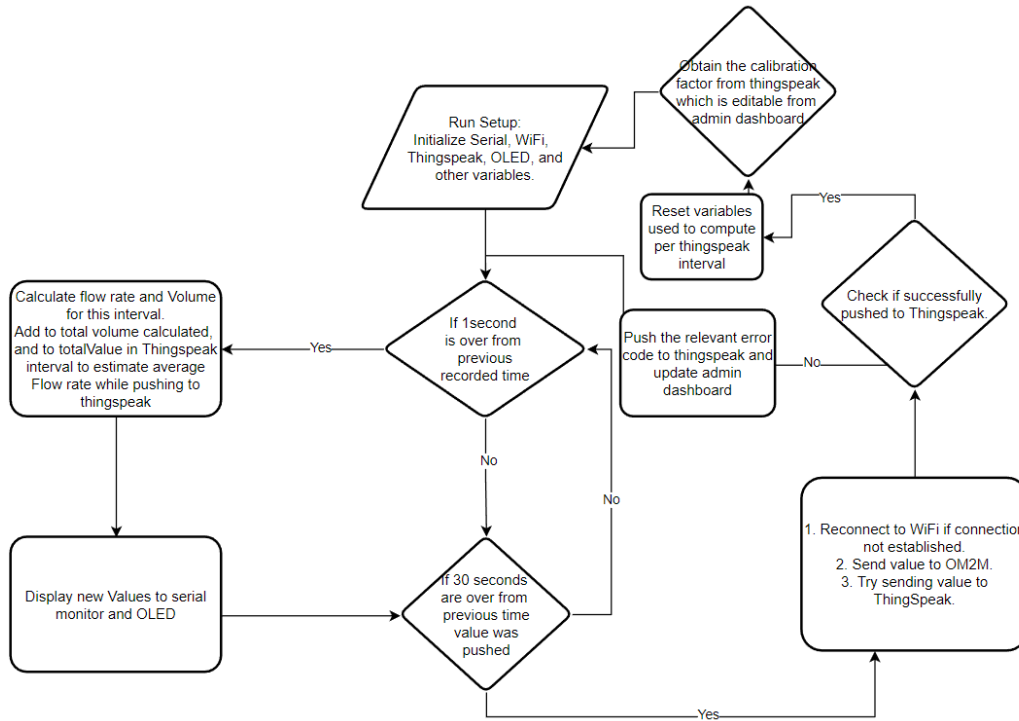 Obtain the calibration
factor from thingspeak
which is editable from
admin dashboard
Run Setup:
Initialize Serial, WiFi,
Thingspeak, OLED, and
other variables.
Yes
Reset variables
used to compute
per thingspeak
interval
Check if successfully
pushed to Thingspeak.
Calculate flow rate and Volume
for this interval.
Add to total volume calculated,
and to totalValue in Thingspeak
interval to estimate average
Flow rate while pushing to
thingspeak
Yes
If 1second
is over from
previous
recorded time
Push the relevant error
code to thingspeak and
update admin
dashboard
No
No
No
Display new Values to serial
monitor and OLED
If 30 seconds
are over from
previous time
value was
pushed
1. Reconnect to WiFi if connection
not established.
2. Send value to OM2M.
3. Try sending value to
ThingSpeak.
Yes